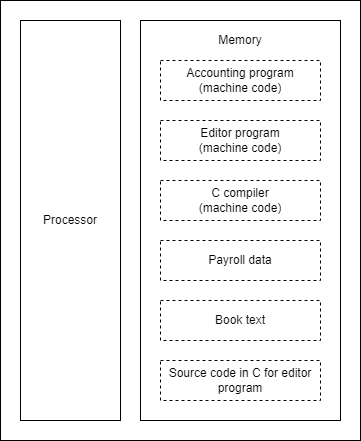 Memory
Accounting program
(machine code)
Editor program
(machine code)
C compiler
(machine code)
Processor
Payroll data
Book text
Source code in C for editor
program